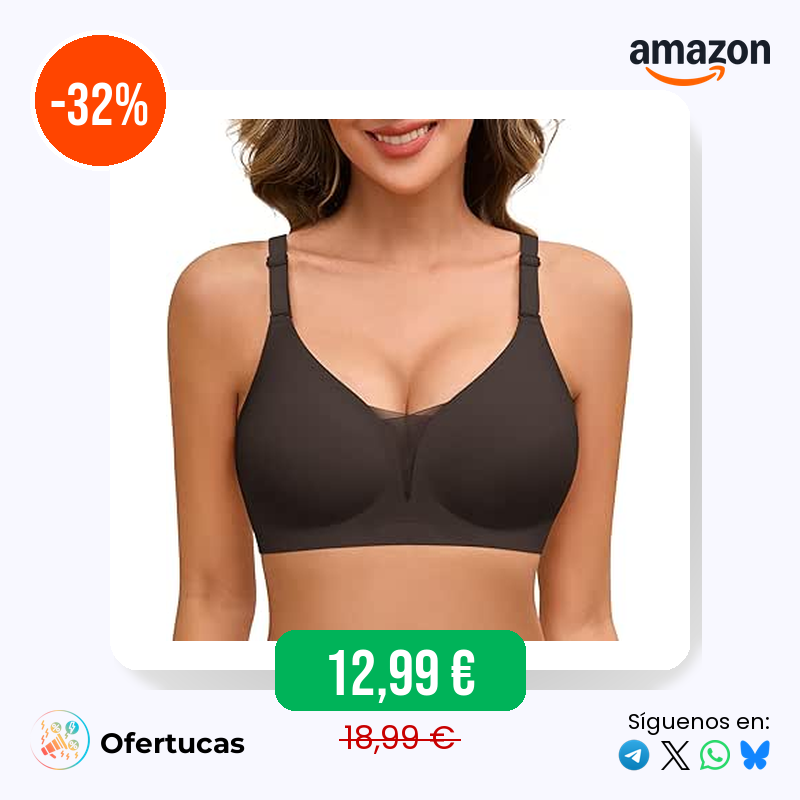 -32%
amazon
12,99 €
18,99 €
Ofertucas
Síguenos en: